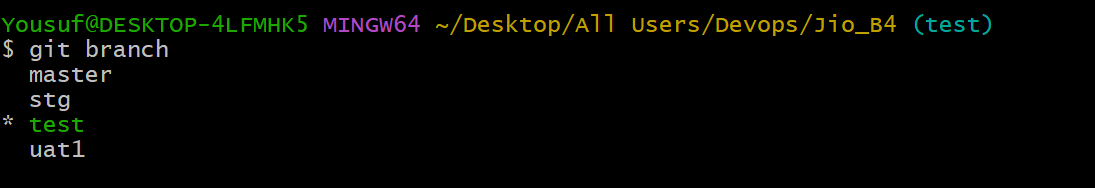 Yousuf@DESKTOP-4LFMHK5 MINGW64 ~/Desktop/All Users/Devops/Jio_B4 (test)
$ git branch
  master
  stg
* test
  uat1